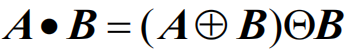 A • B = (A ⊕ B)ΘB